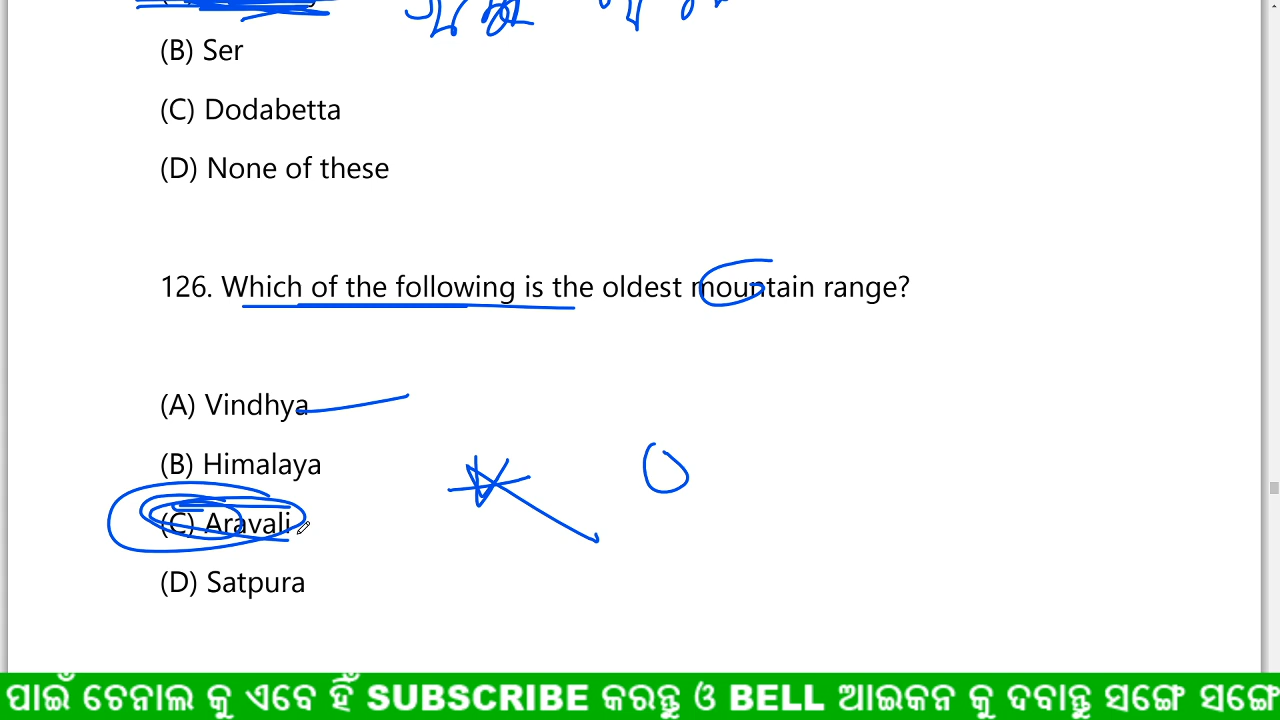 (B) Ser
(C) Dodabetta
(D) None of these
126. Which of the following is the oldest mountain range?
(A) Vindhya
(B) Himalaya
(C) Aravali
(D) Satpura
ପାଇଁ ଚେନାଲ କୁ ଏବେ ହିଁ SUBSCRIBE କରନ୍ତୁ ଓ BELL ଆଇକନ କୁ ଦବାନ୍ତୁ ସଙ୍ଗେ ସଙ୍ଗେ